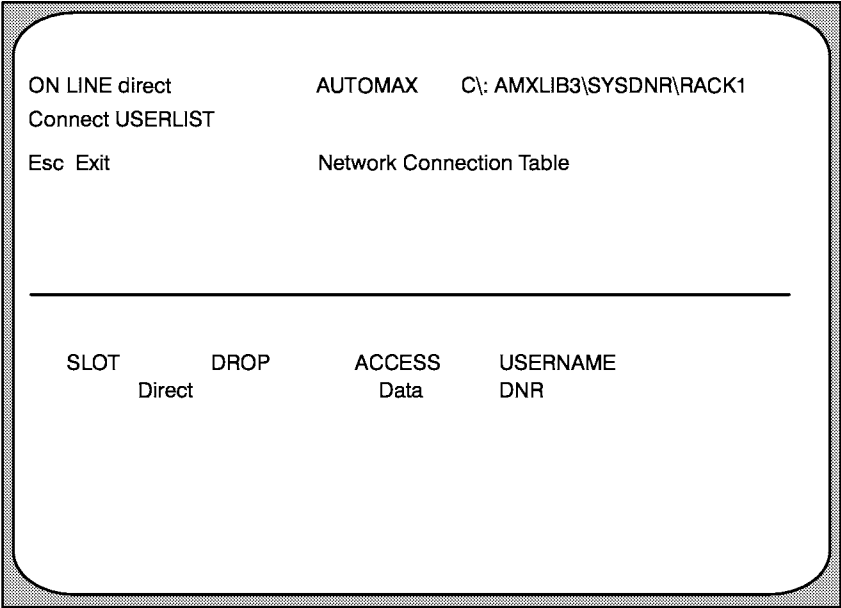 ON LINE direct AUTOMAX C\: AMXLIB3\SYSDNR\RACK1
Connect USERLIST
Esc Exit Network Connection Table
SLOT DROP ACCESS USERNAME
Direct Data DNR